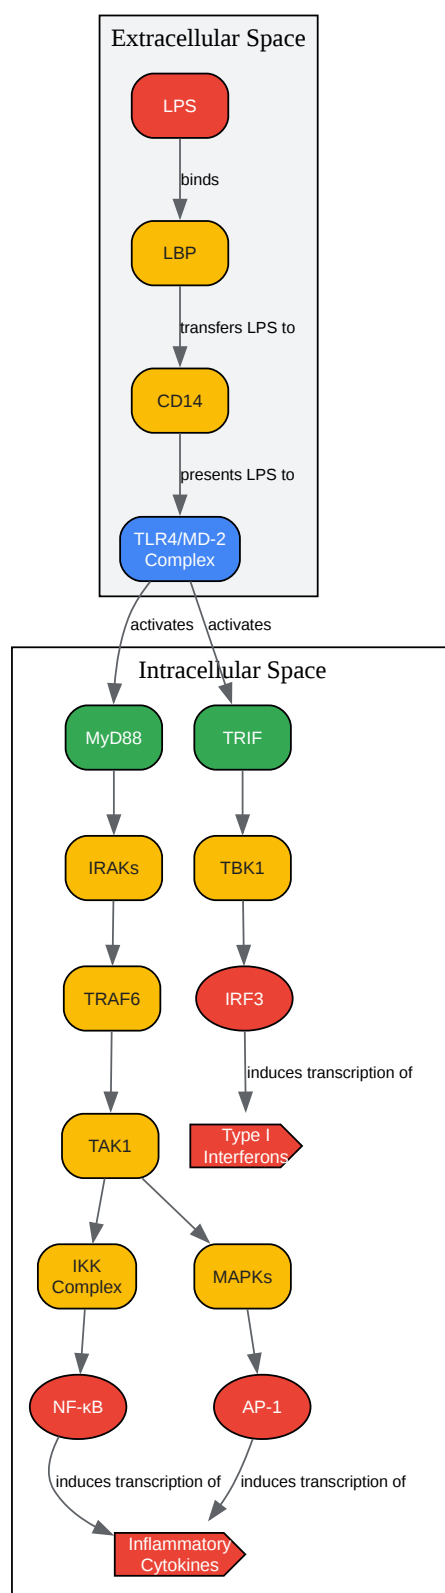 Extracellular Space
LPS
binds
LBP
transfers LPS to
CD14
presents LPS to
TLR4/MD-2
Complex
activates
activates
Intracellular Space
MyD88
TRIF
IRAKs
TBK1
TRAF6
IRF3
induces transcription of
TAK1
Type I
Interferons
IKK
Complex
MAPKs
NF-κB
AP-1
induces transcription of
induces transcription of
Inflammatory
Cytokines